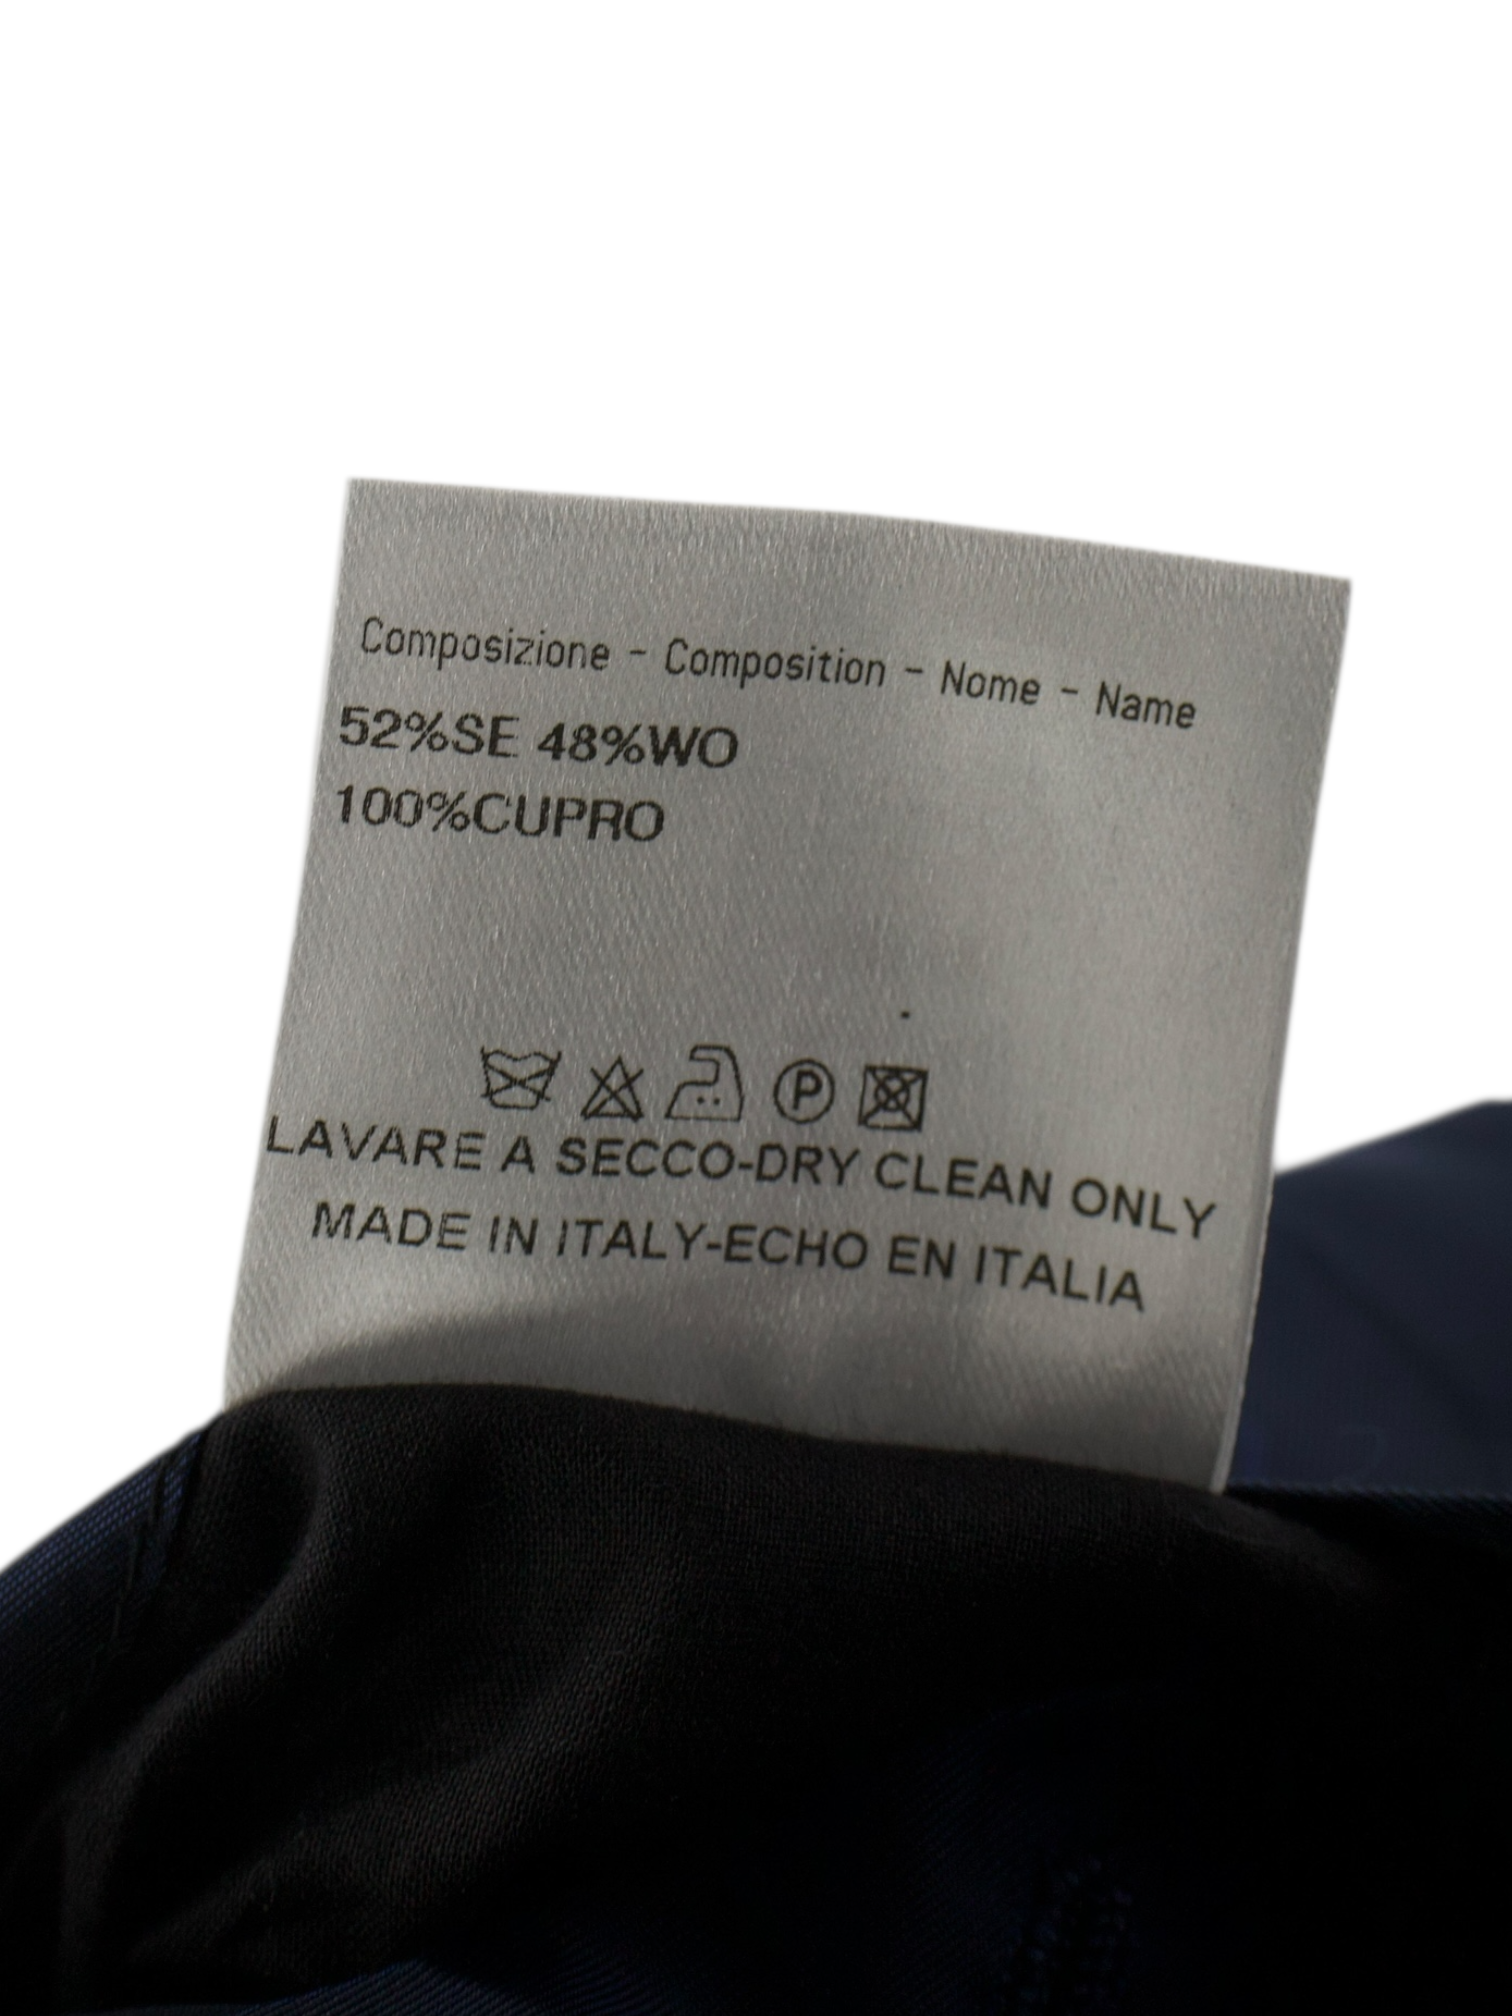 Composizione - Composition - Nome - Name
52%SE 48%WO
100%CUPRO
P
LAVARE A SECCO-DRY CLEAN ONLY
MADE IN ITALY-ECHO EN ITALIA